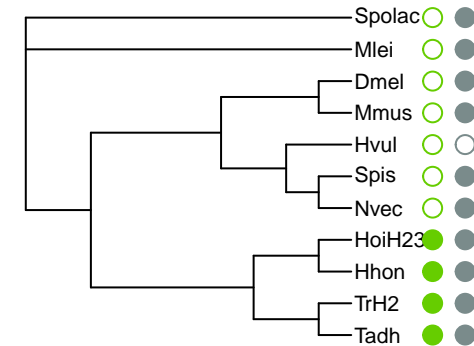 Spolac
Mlei
Dmel
Mmus
Hvul
Spis
Nvec
HoiH23
Hhon
TrH2
Tadh